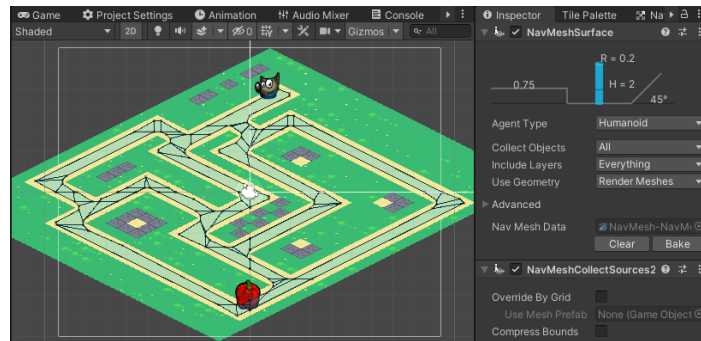 Game
Project Settings
Animation
Audio Mixer
Console
Shaded
2D
0
Gizmos
All
Inspector
Tile Palette
Na
NavMeshSurface
R = 0.2
0.75
H = 2
45°
Agent Type
Humanoid
Collect Objects
All
Include Layers
Everything
Use Geometry
Render Meshes
Advanced
Nav Mesh Data
NavMesh-NavM
Clear
Bake
NavMeshCollectSources2
Override By Grid
Use Mesh Prefab
None (Game Object
Compress Bounds